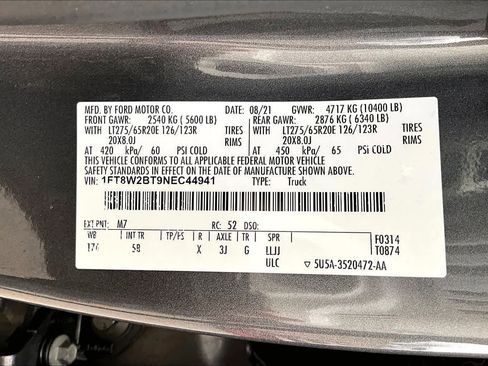 MFD. BY FORD MOTOR CO. DATE: 08/21 GVWR: 4717 KG (10400 LB)
FRONT GAWR: 2540 KG ( 5600 LB) REAR GAWR: 2876 KG ( 6340 LB)
WITH LT275/65R20E 126/123R TIRES WITH LT275/65R20E 126/123R TIRES
20X8.0J RIMS 20X8.0J RIMS
AT 420 kPa/ 60 PSI COLD AT 450 kPa/ 65 PSI COLD
THIS VEHICLE CONFORMS TO ALL APPLICABLE FEDERAL MOTOR VEHICLE
SAFETY STANDARDS IN EFFECT ON THE DATE OF MANUFACTURE SHOWN ABOVE.
VIN: 1FT8W2BT9NEC44941 TYPE: Truck
EXT PNT: M7 RC: 52 DSO:
WB INT TR TP/PS R AXLE TR SPR F0314
176 SB X 3J G LLJJ T0874
ULC ▽ 5U5A-3520472-AA